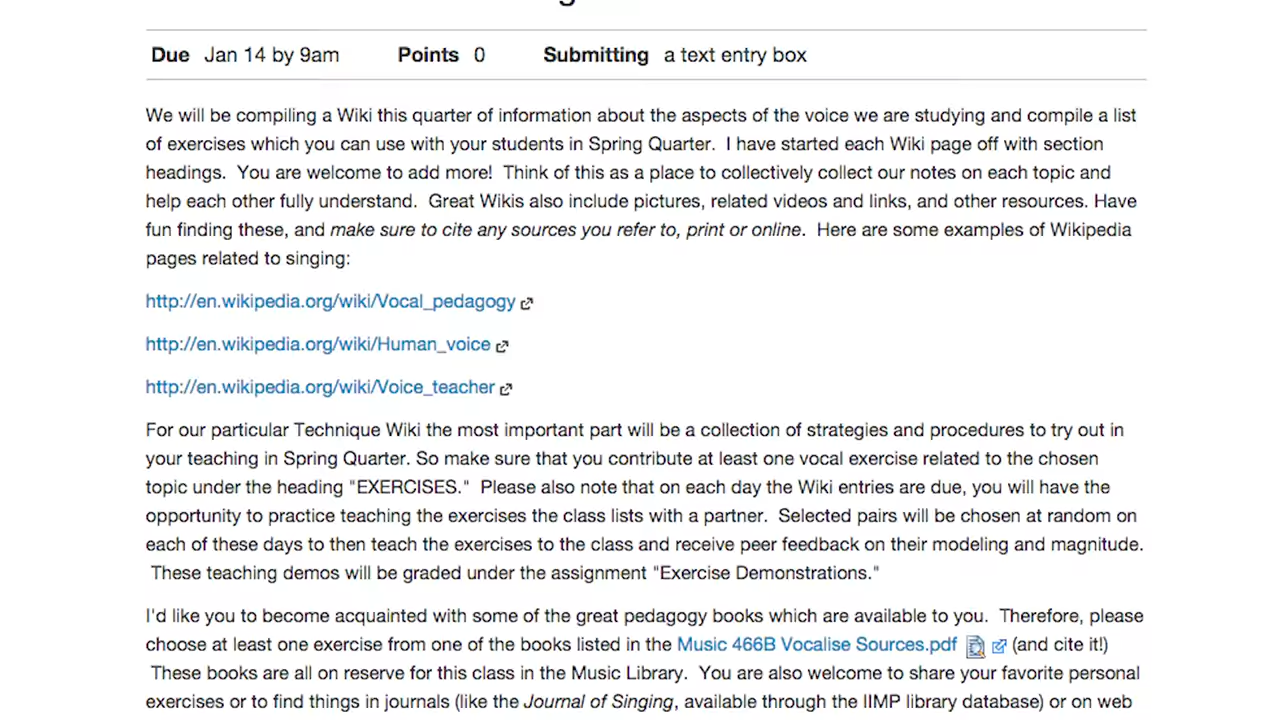 Due Jan 14 by 9am Points 0 Submitting a text entry box
We will be compiling a Wiki this quarter of information about the aspects of the voice we are studying and compile a list
of exercises which you can use with your students in Spring Quarter.  I have started each Wiki page off with section
headings.  You are welcome to add more!  Think of this as a place to collectively collect our notes on each topic and
help each other fully understand.  Great Wikis also include pictures, related videos and links, and other resources. Have
fun finding these, and make sure to cite any sources you refer to, print or online.  Here are some examples of Wikipedia
pages related to singing:
http://en.wikipedia.org/wiki/Vocal_pedagogy
http://en.wikipedia.org/wiki/Human_voice
http://en.wikipedia.org/wiki/Voice_teacher
For our particular Technique Wiki the most important part will be a collection of strategies and procedures to try out in
your teaching in Spring Quarter. So make sure that you contribute at least one vocal exercise related to the chosen
topic under the heading "EXERCISES."  Please also note that on each day the Wiki entries are due, you will have the
opportunity to practice teaching the exercises the class lists with a partner.  Selected pairs will be chosen at random on
each of these days to then teach the exercises to the class and receive peer feedback on their modeling and magnitude.
These teaching demos will be graded under the assignment "Exercise Demonstrations."
I'd like you to become acquainted with some of the great pedagogy books which are available to you.  Therefore, please
choose at least one exercise from one of the books listed in the Music 466B Vocalise Sources.pdf (and cite it!)
These books are all on reserve for this class in the Music Library.  You are also welcome to share your favorite personal
exercises or to find things in journals (like the Journal of Singing, available through the IIMP library database) or on web